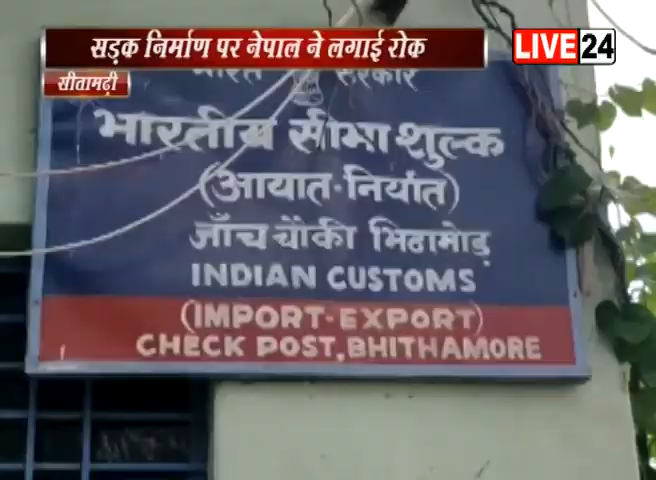 सड़क निर्माण पर नेपाल ने लगाई रोक
LIVE24
सीतामढ़ी
भारत सरकार
भारतीय सीमा शुल्क
(आयात-निर्यात)
जाँच चौकी भिठामोड़
INDIAN CUSTOMS
(IMPORT-EXPORT)
CHECK POST, BHITHAMORE